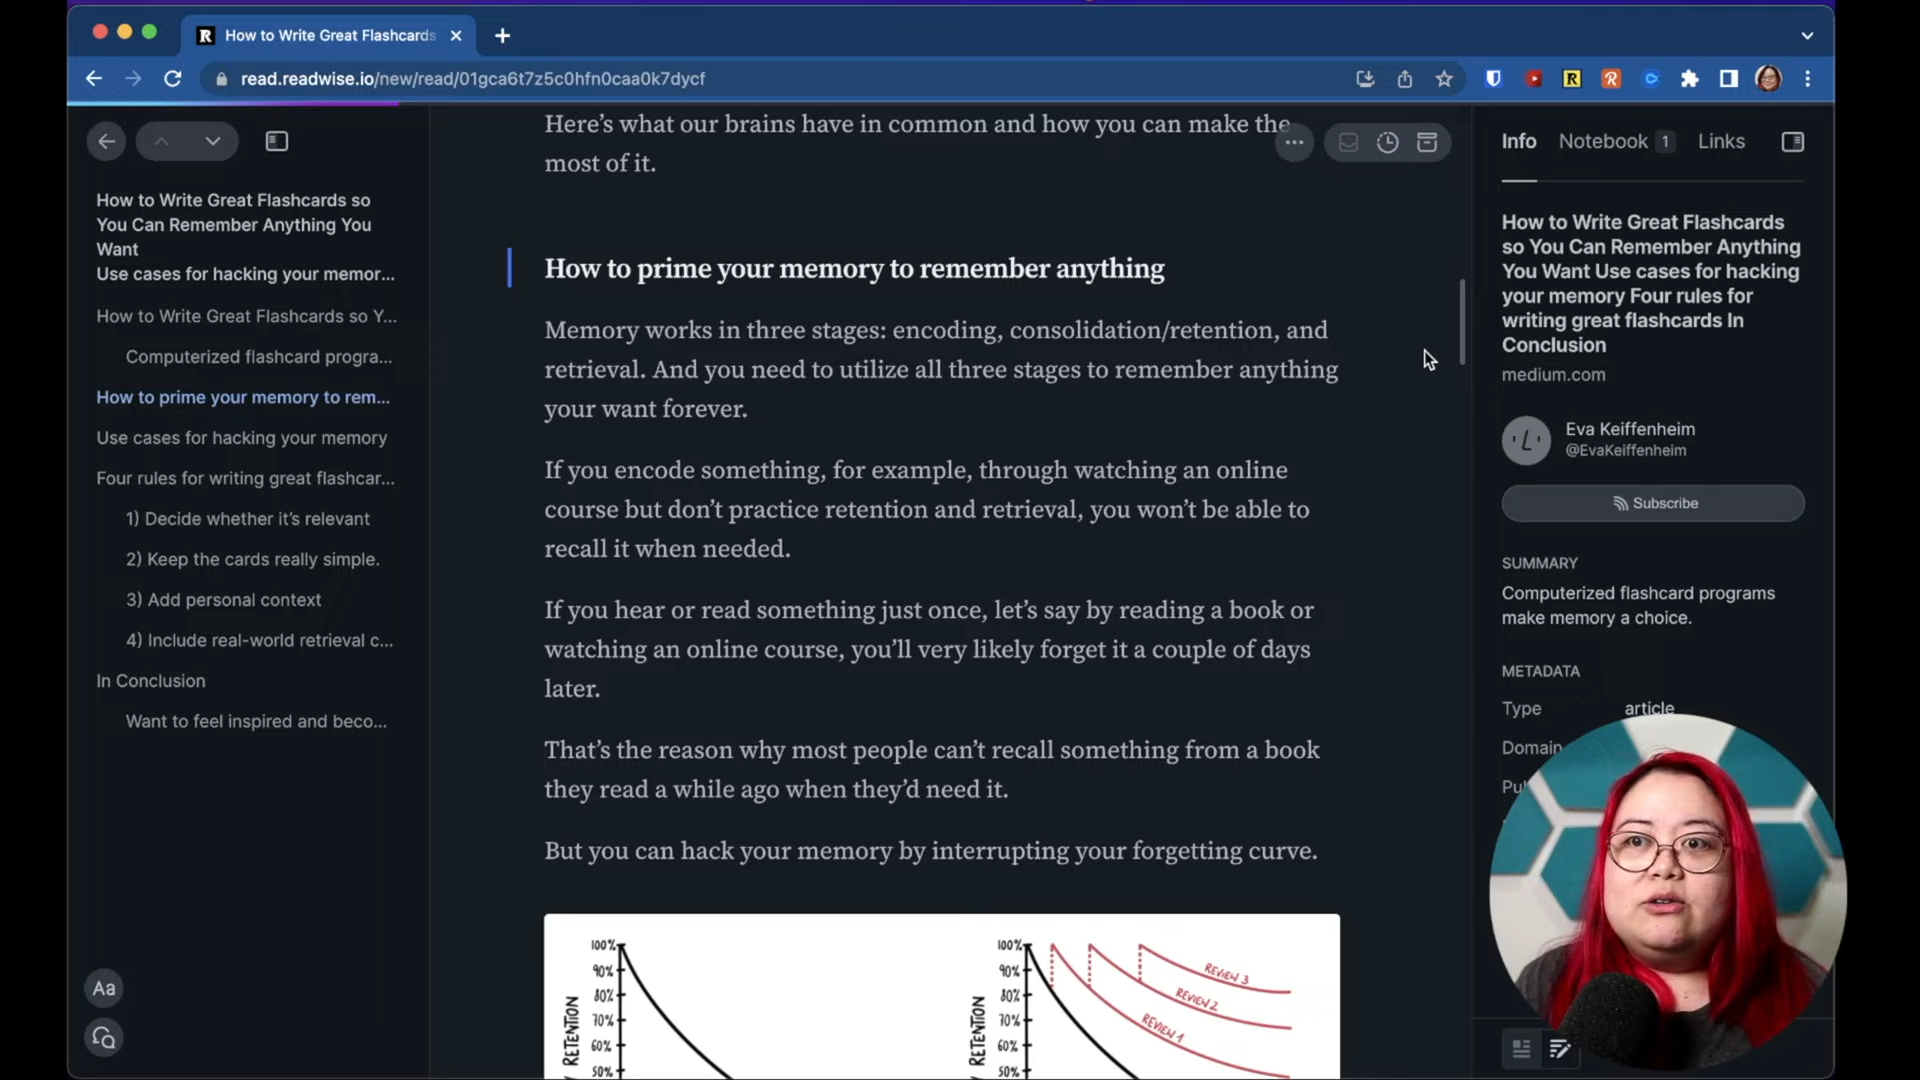 How to Write Great Flashcards
read.readwise.io/new/read/01gca6t7z5c0hfn0caa0k7dycf
How to Write Great Flashcards so
You Can Remember Anything You
Want
Use cases for hacking your memor...
How to Write Great Flashcards so Y...
Computerized flashcard progra...
How to prime your memory to rem...
Use cases for hacking your memory
Four rules for writing great flashcar...
1) Decide whether it's relevant
2) Keep the cards really simple.
3) Add personal context
4) Include real-world retrieval c...
In Conclusion
Want to feel inspired and beco...
Aa
Here’s what our brains have in common and how you can make the
most of it.
How to prime your memory to remember anything
Memory works in three stages: encoding, consolidation/retention, and
retrieval. And you need to utilize all three stages to remember anything
your want forever.
If you encode something, for example, through watching an online
course but don’t practice retention and retrieval, you won’t be able to
recall it when needed.
If you hear or read something just once, let’s say by reading a book or
watching an online course, you’ll very likely forget it a couple of days
later.
That’s the reason why most people can’t recall something from a book
they read a while ago when they’d need it.
But you can hack your memory by interrupting your forgetting curve.
100%
90%
80%
70%
60%
50%
RETENTION
100%
90%
80%
70%
60%
50%
RETENTION
REVIEW 3
REVIEW 2
REVIEW 1
Info Notebook 1 Links
How to Write Great Flashcards
so You Can Remember Anything
You Want Use cases for hacking
your memory Four rules for
writing great flashcards In
Conclusion
medium.com
Eva Keiffenheim
@EvaKeiffenheim
Subscribe
SUMMARY
Computerized flashcard programs
make memory a choice.
METADATA
Type article
Domain